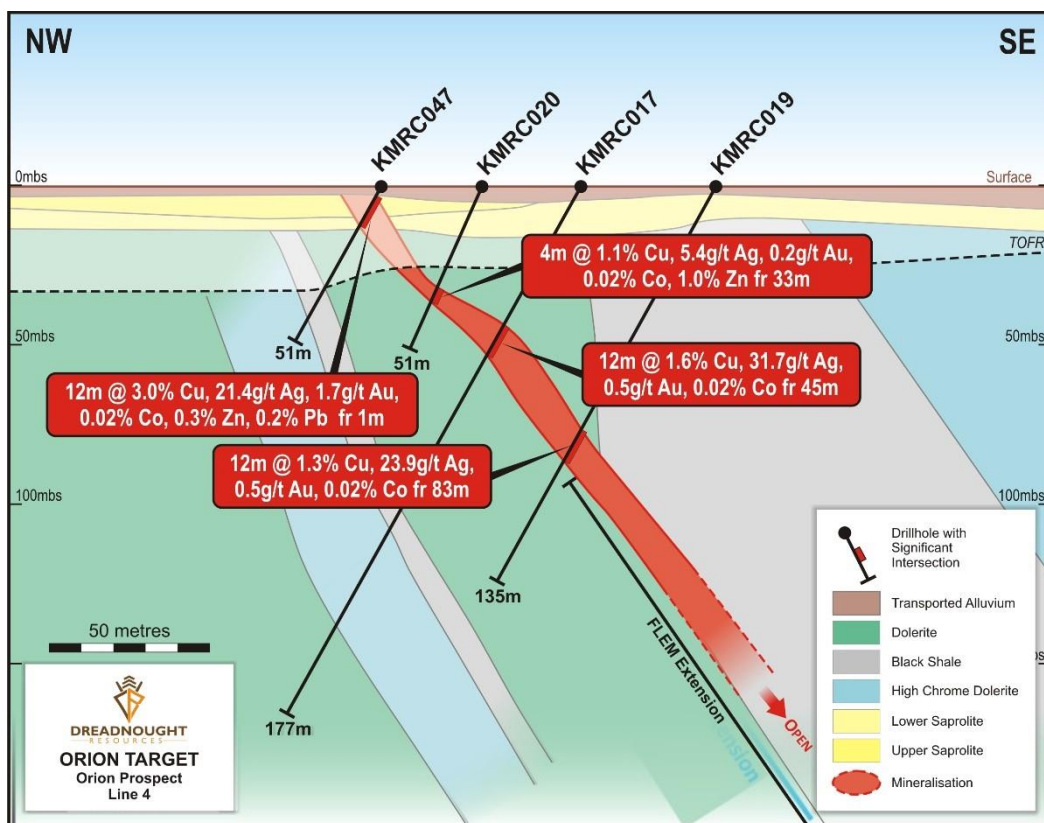 NW
SE
KMRC047
KMRC020
KMRC017
KMRC019
0mbs
Surface
TOFR
4m @ 1.1% Cu, 5.4g/t Ag, 0.2g/t Au,
0.02% Co, 1.0% Zn fr 33m
50mbs
50mbs
51m
51m
12m @ 1.6% Cu, 31.7g/t Ag,
0.5g/t Au, 0.02% Co fr 45m
12m @ 3.0% Cu, 21.4g/t Ag, 1.7g/t Au,
0.02% Co, 0.3% Zn, 0.2% Pb fr 1m
12m @ 1.3% Cu, 23.9g/t Ag,
0.5g/t Au, 0.02% Co fr 83m
100mbs
100mbs
135m
177m
FLEM Extension
OPEN
50 metres
DREADNOUGHT
RESOURCES
ORION TARGET
Orion Prospect
Line 4
Drillhole with
Significant
Intersection
Transported Alluvium
Dolerite
Black Shale
High Chrome Dolerite
Lower Saprolite
Upper Saprolite
Mineralisation